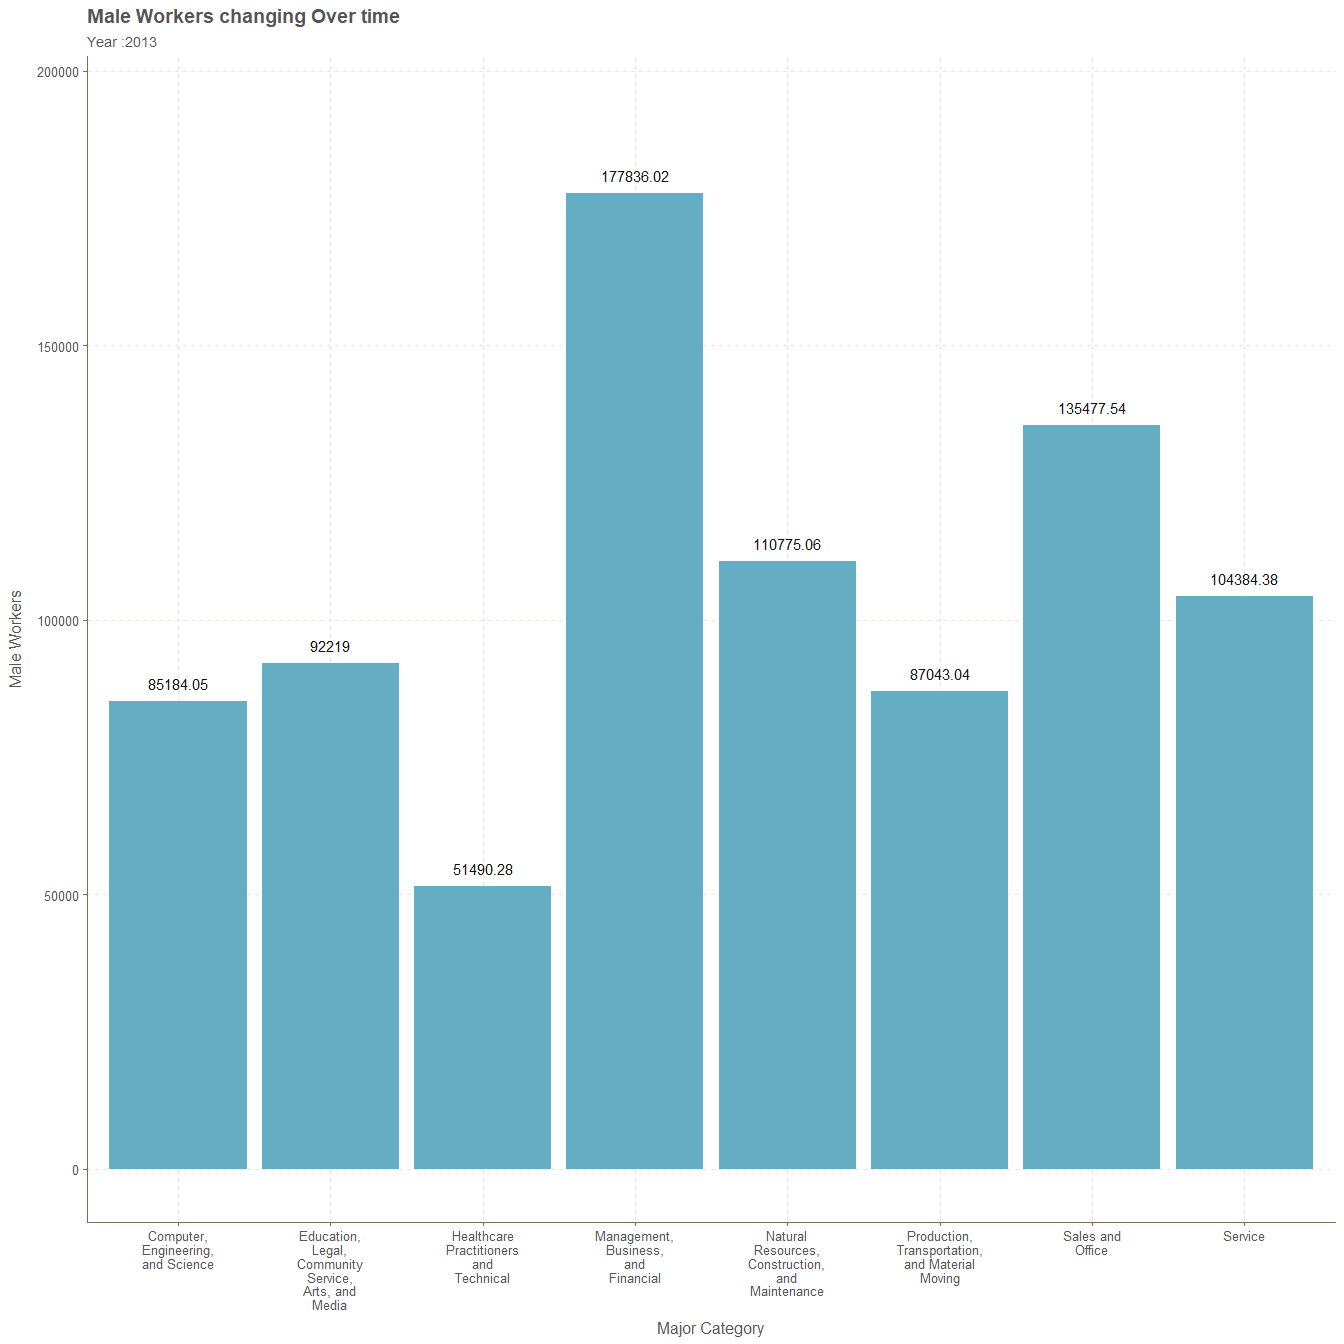 Male Workers changing Over time
Year :2013
200000
150000
100000
50000
0
Male Workers
177836.02
135477.54
110775.06
104384.38
92219
87043.04
85184.05
51490.28
Computer,
Engineering,
and Science
Education,
Legal,
Community
Service,
Arts, and
Media
Healthcare
Practitioners
and
Technical
Management,
Business,
and
Financial
Natural
Resources,
Construction,
and
Maintenance
Production,
Transportation,
and Material
Moving
Sales and
Office
Service
Major Category